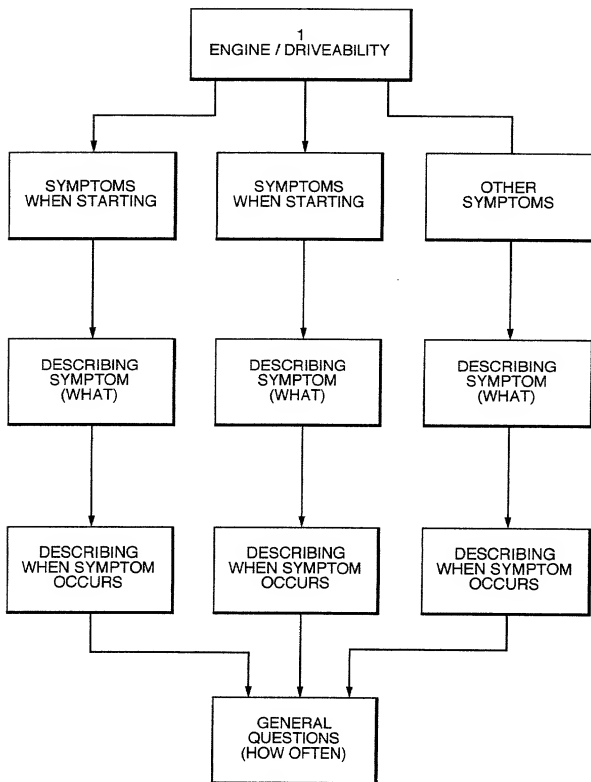 1
ENGINE / DRIVEABILITY
SYMPTOMS
WHEN STARTING
SYMPTOMS
WHEN STARTING
OTHER
SYMPTOMS
DESCRIBING
SYMPTOM
(WHAT)
DESCRIBING
SYMPTOM
(WHAT)
DESCRIBING
SYMPTOM
(WHAT)
DESCRIBING
WHEN SYMPTOM
OCCURS
DESCRIBING
WHEN SYMPTOM
OCCURS
DESCRIBING
WHEN SYMPTOM
OCCURS
GENERAL
QUESTIONS
(HOW OFTEN)